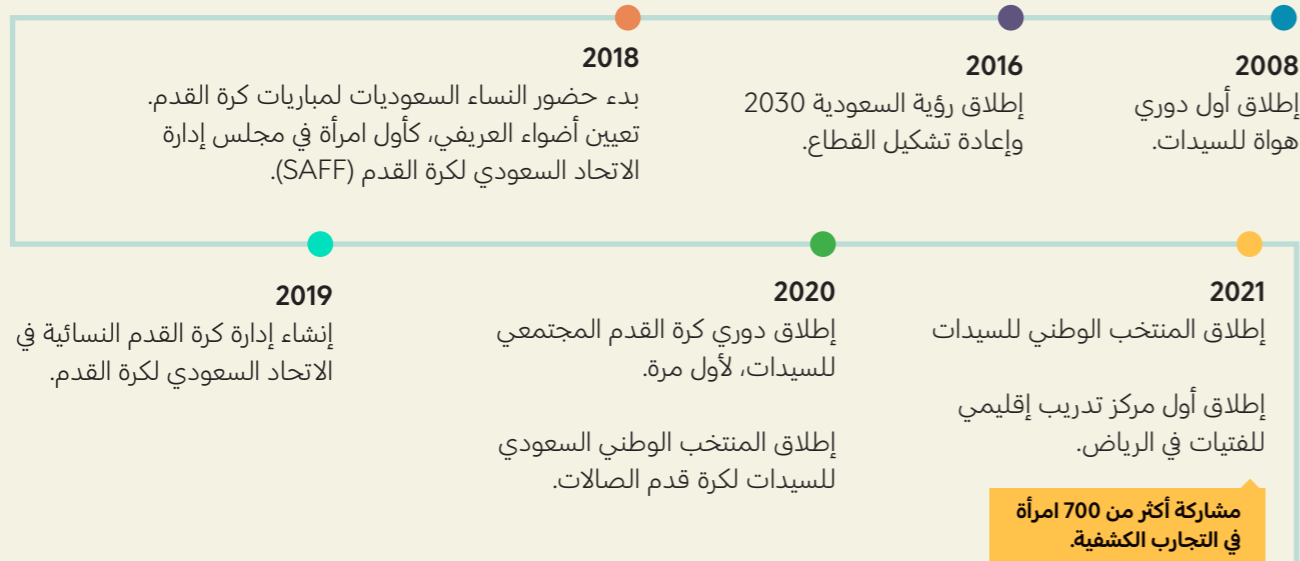 2008
إطلاق أول دوري
هواة للسيدات.
2016
إطلاق رؤية السعودية 2030
وإعادة تشكيل القطاع.
2018
بدء حضور النساء السعوديات لمباريات كرة القدم.
تعيين أضواء العريفي، كأول امرأة في مجلس إدارة
الاتحاد السعودي لكرة القدم (SAFF).
2019
إنشاء إدارة كرة القدم النسائية في
الاتحاد السعودي لكرة القدم.
2020
إطلاق دوري كرة القدم المجتمعي
للسيدات، لأول مرة.
إطلاق المنتخب الوطني السعودي
للسيدات لكرة قدم الصالات.
2021
إطلاق المنتخب الوطني للسيدات
إطلاق أول مركز تدريب إقليمي
للفتيات في الرياض.
مشاركة أكثر من 700 امرأة
في التجارب الكشفية.